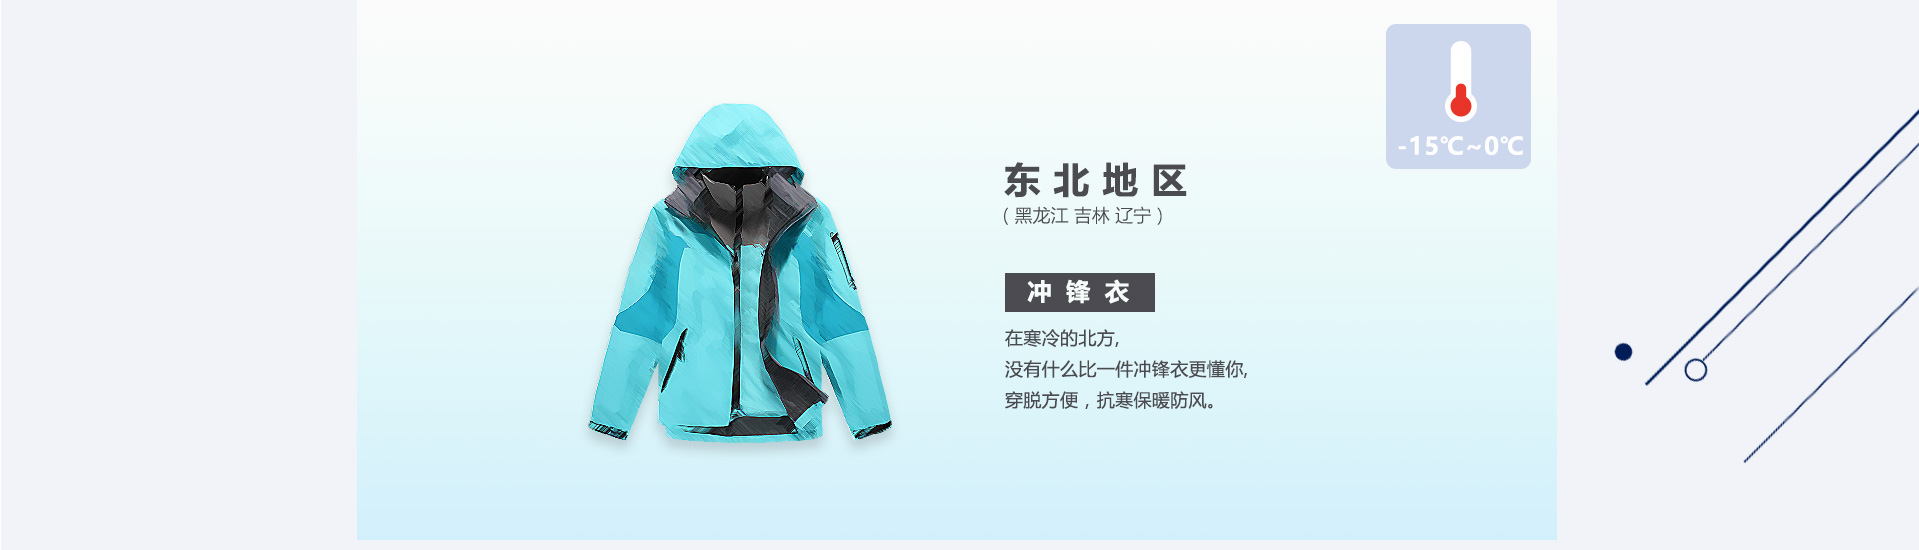 -15℃~0℃
东北地区
( 黑龙江 吉林 辽宁 )
冲锋衣
在寒冷的北方,
没有什么比一件冲锋衣更懂你,
穿脱方便，抗寒保暖防风。